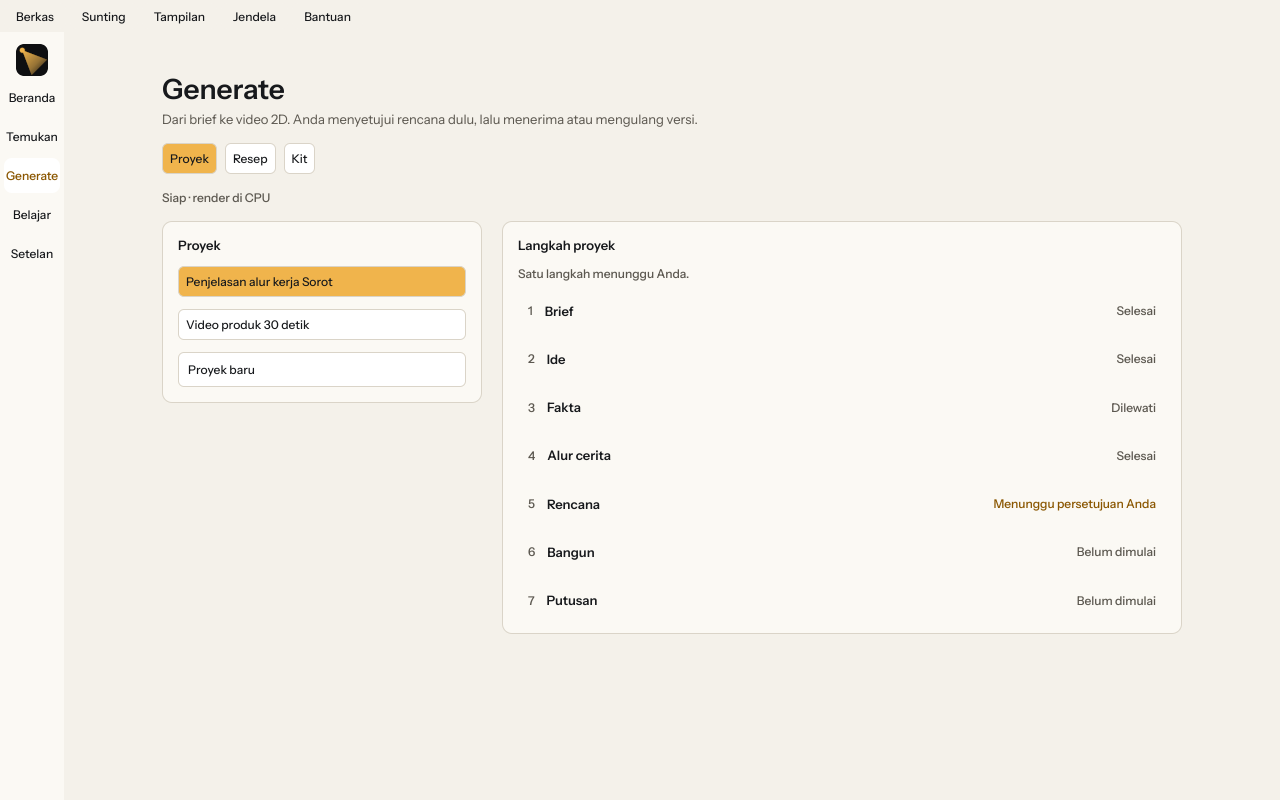 Berkas Sunting Tampilan Jendela Bantuan
Beranda
Temukan
Generate
Belajar
Setelan
Generate
Dari brief ke video 2D. Anda menyetujui rencana dulu, lalu menerima atau mengulang versi.
Proyek Resep Kit
Siap · render di CPU
Proyek
Penjelasan alur kerja Sorot
Video produk 30 detik
Proyek baru
Langkah proyek
Satu langkah menunggu Anda.
1 Brief Selesai
2 Ide Selesai
3 Fakta Dilewati
4 Alur cerita Selesai
5 Rencana Menunggu persetujuan Anda
6 Bangun Belum dimulai
7 Putusan Belum dimulai